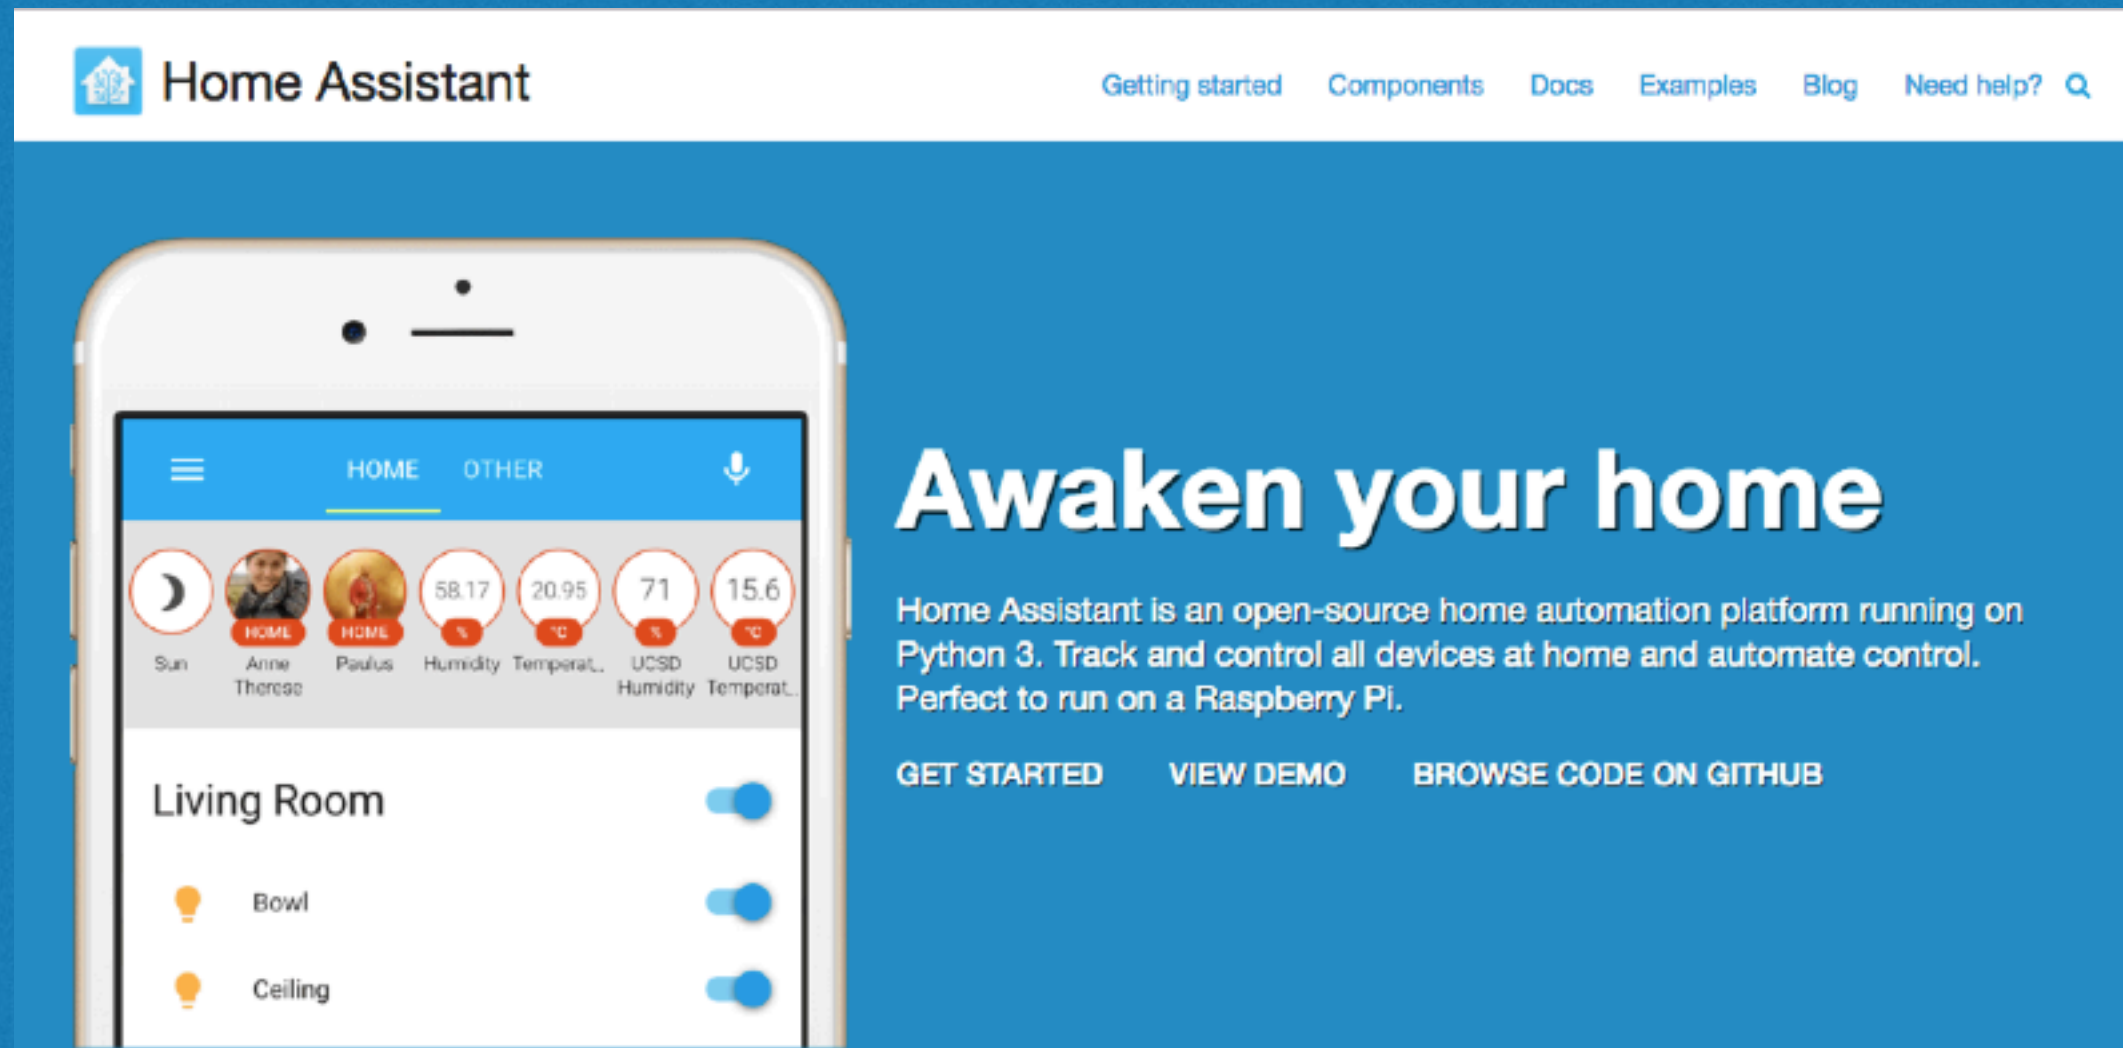 Home Assistant
Getting started Components Docs Examples Blog Need help?
HOME OTHER
58.17 20.95 71 15.6
HOME HOME % °C % °C
Sun Anne Therese Paulus Humidity Temperat... UCSD Humidity UCSD Temperat...
Living Room
Bowl
Ceiling
Awaken your home
Home Assistant is an open-source home automation platform running on
Python 3. Track and control all devices at home and automate control.
Perfect to run on a Raspberry Pi.
GET STARTED VIEW DEMO BROWSE CODE ON GITHUB